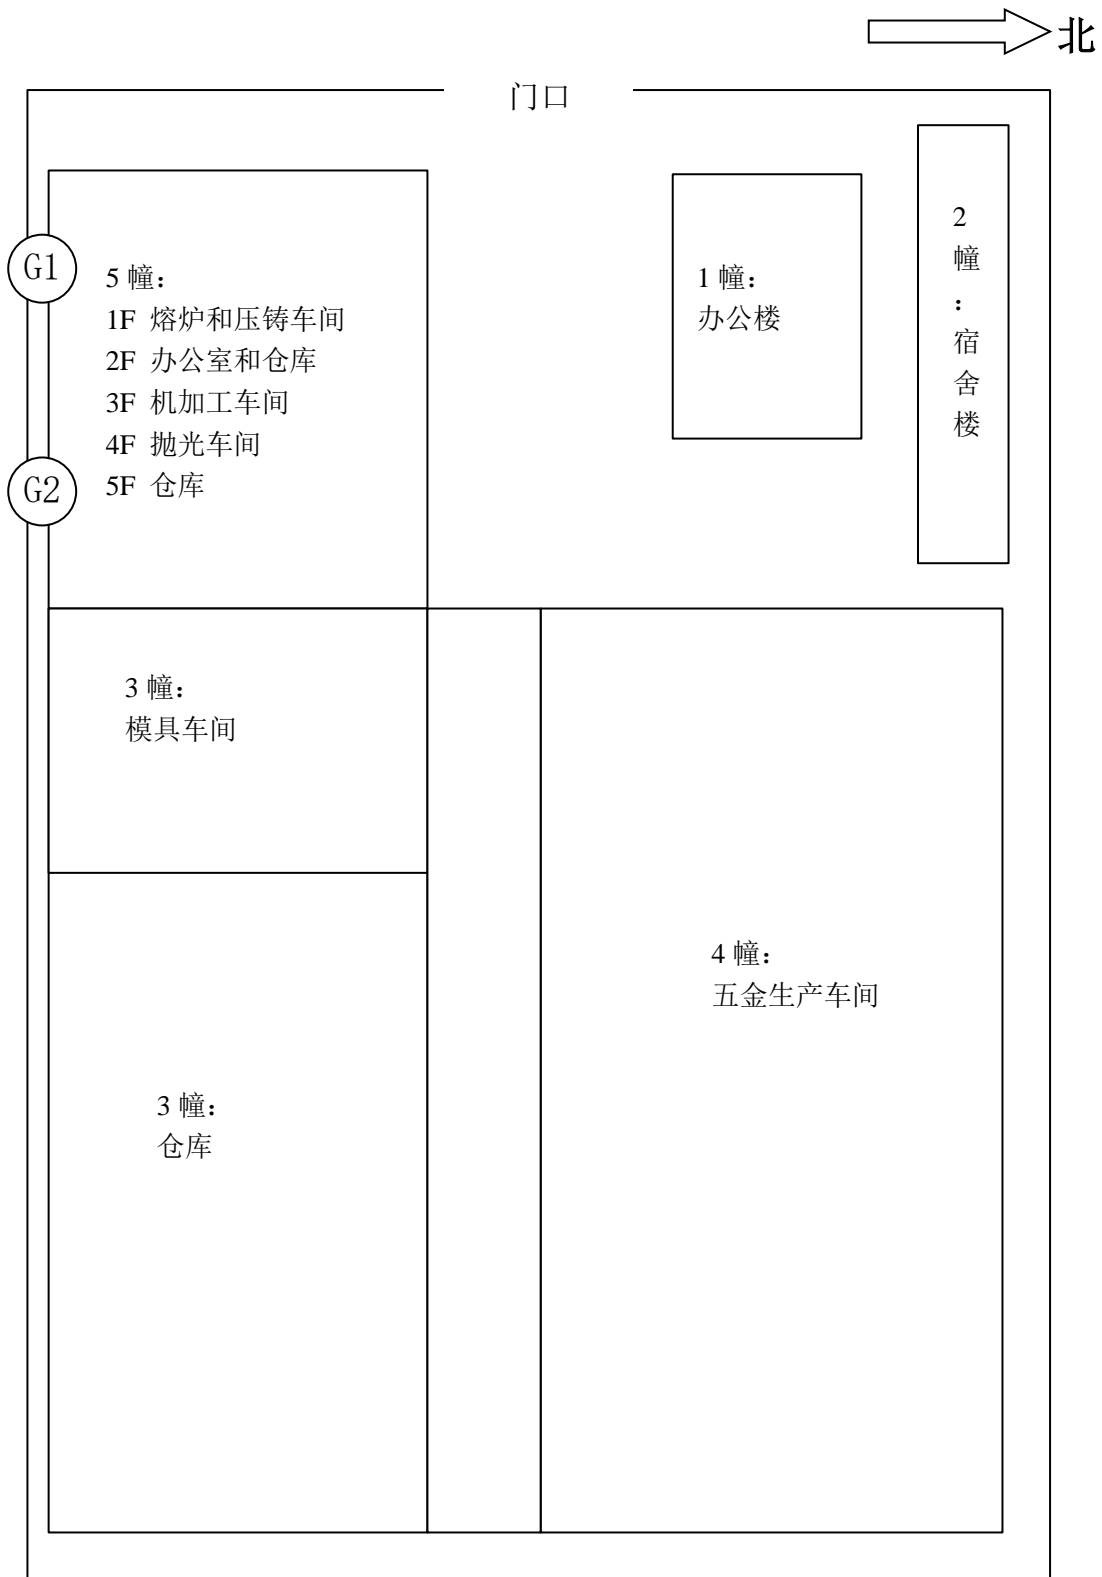 北
门口
G1
5 幢：
1F 熔炉和压铸车间
2F 办公室和仓库
3F 机加工车间
4F 抛光车间
5F 仓库
G2
1 幢：
办公楼
2
幢
：
宿
舍
楼
3 幢：
模具车间
4 幢：
五金生产车间
3 幢：
仓库